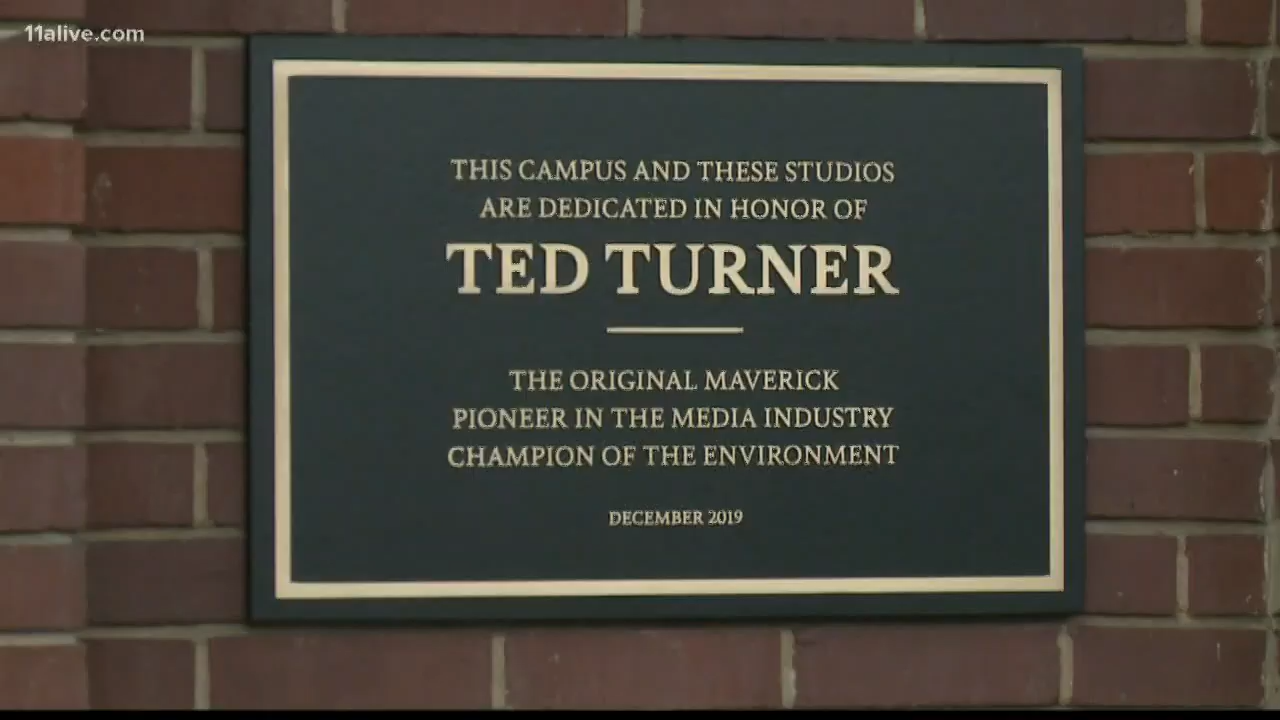 11alive.com
THIS CAMPUS AND THESE STUDIOS
ARE DEDICATED IN HONOR OF
TED TURNER
THE ORIGINAL MAVERICK
PIONEER IN THE MEDIA INDUSTRY
CHAMPION OF THE ENVIRONMENT
DECEMBER 2019